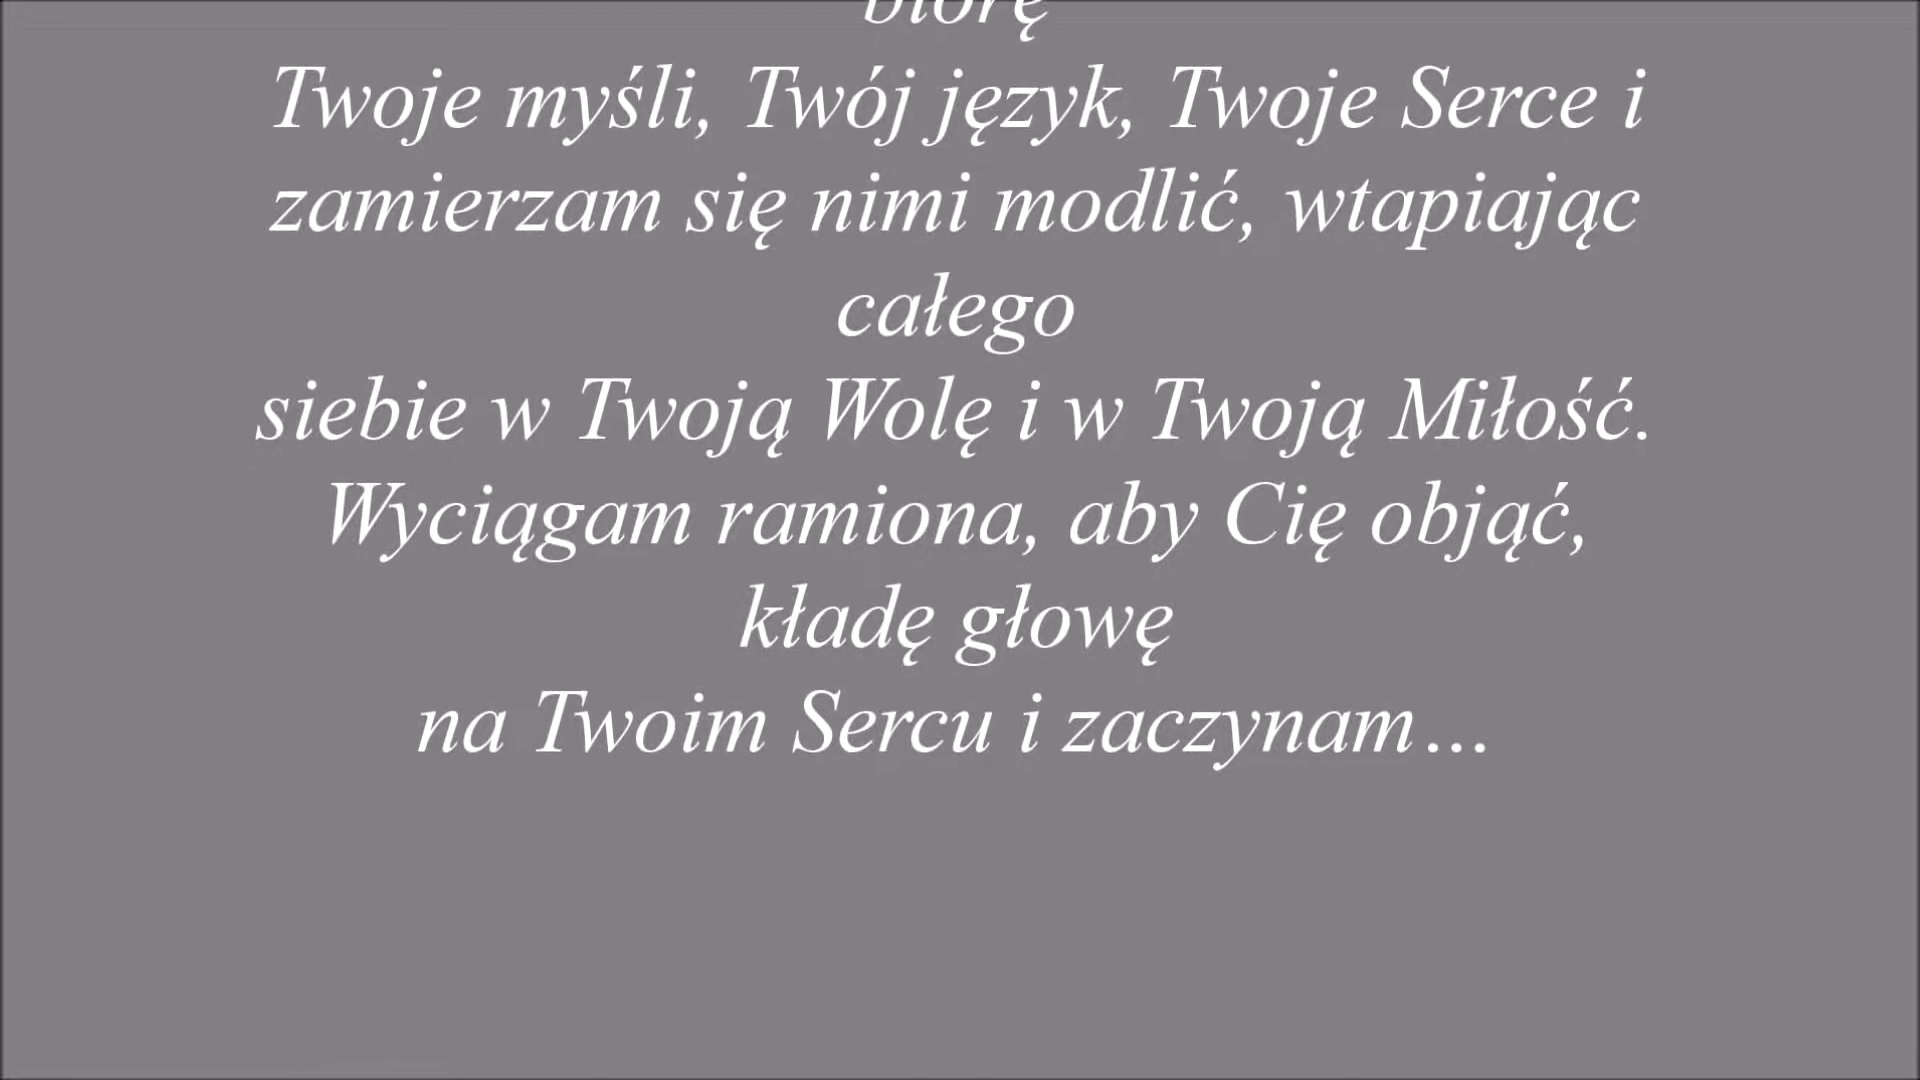 biorę
Twoje myśli, Twój język, Twoje Serce i
zamierzam się nimi modlić, wtapiając
całego
siebie w Twoją Wolę i w Twoją Miłość.
Wyciągam ramiona, aby Cię objąć,
kładę głowę
na Twoim Sercu i zaczynam...